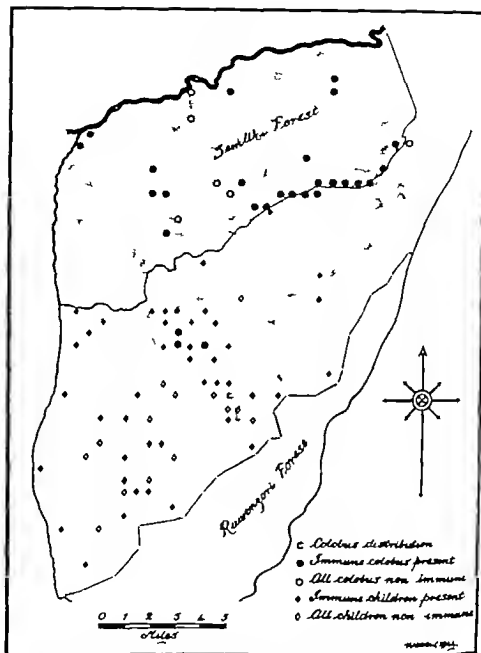 Semliki Forest
Ruwenzori Forest
c Colobus distribution
Immune colobus present
All colobus non immune
Immune children present
All children non immune
0 1 2 3 4 5
Miles